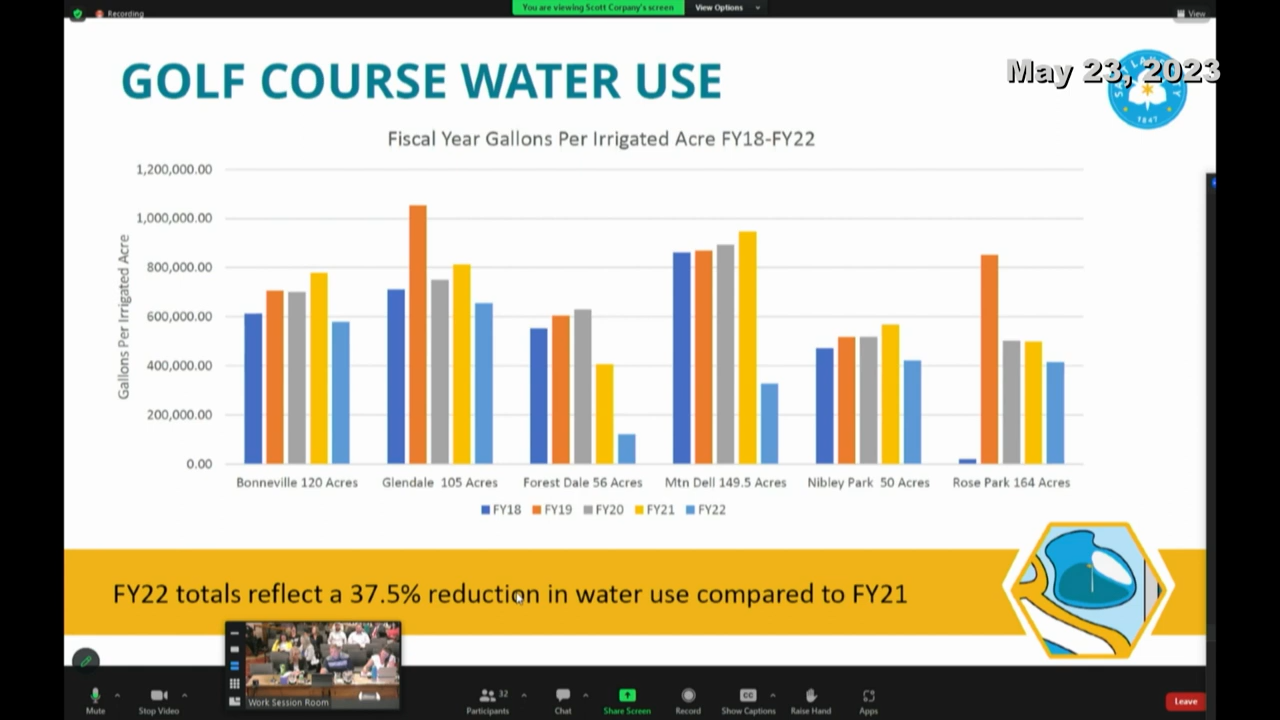 Recording
You are viewing Scott Corpany's screen
View Options
View
GOLF COURSE WATER USE
May 23, 2023
1847
Fiscal Year Gallons Per Irrigated Acre FY18-FY22
Gallons Per Irrigated Acre
1,200,000.00
1,000,000.00
800,000.00
600,000.00
400,000.00
200,000.00
0.00
Bonneville 120 Acres
Glendale 105 Acres
Forest Dale 56 Acres
Mtn Dell 149.5 Acres
Nibley Park 50 Acres
Rose Park 164 Acres
FY18 FY19 FY20 FY21 FY22
FY22 totals reflect a 37.5% reduction in water use compared to FY21
Work Session Room
Mute
Stop Video
Participants
32
Chat
Share Screen
Record
CC
Show Captions
Raise Hand
Apps
Leave